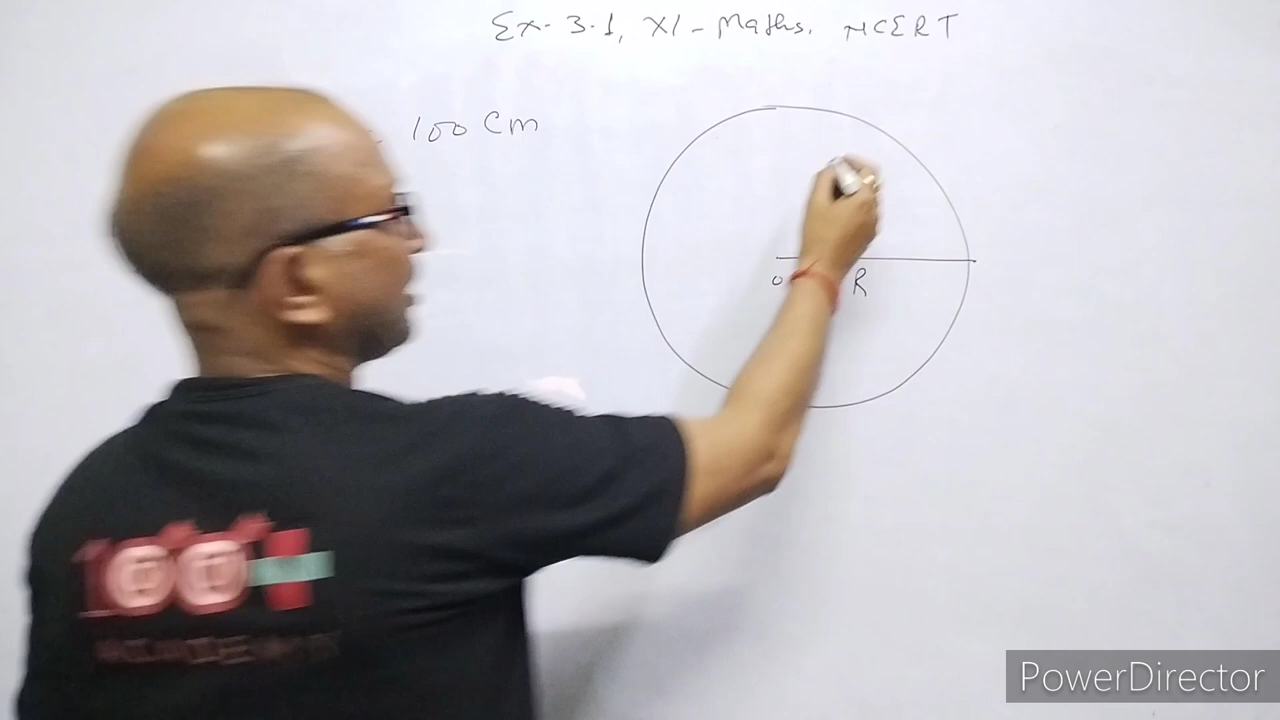 Ex. 3.1, XI - Maths. NCERT
= 100 cm
O R
PowerDirector